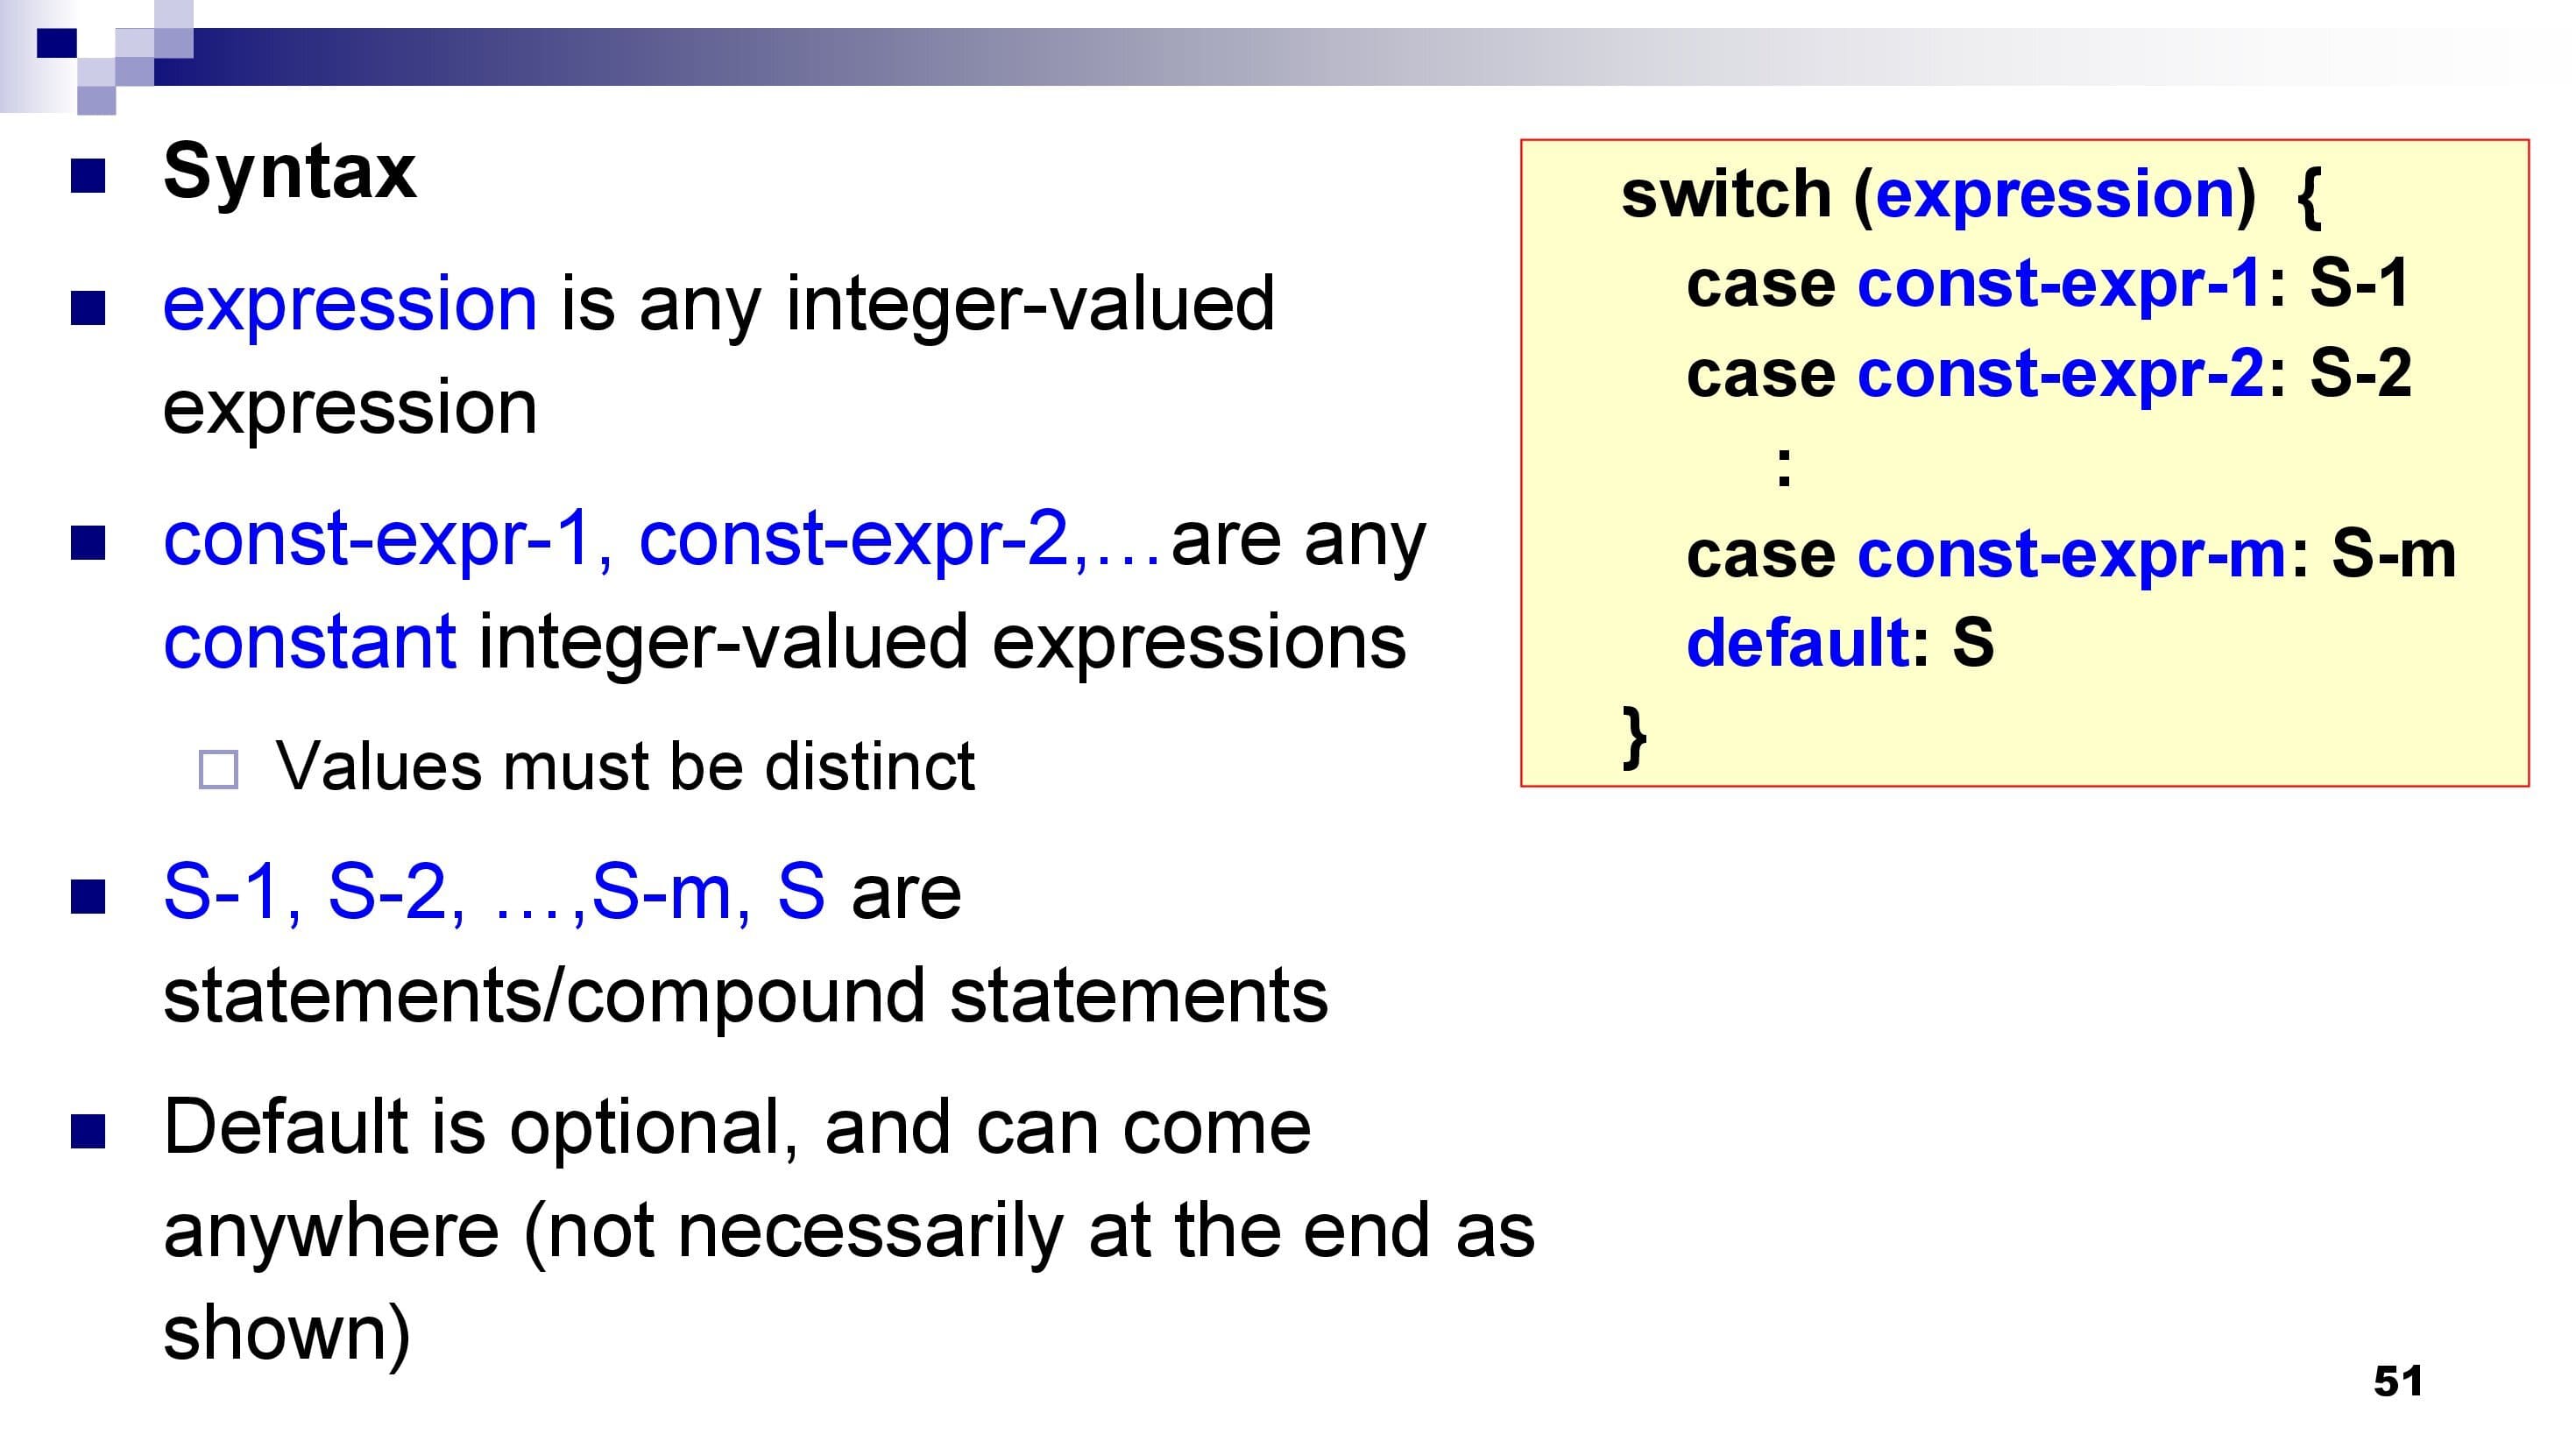 Syntax
expression is any integer-valued
expression
const-expr-1, const-expr-2,…are any
constant integer-valued expressions
Values must be distinct
S-1, S-2, …,S-m, S are
statements/compound statements
Default is optional, and can come
anywhere (not necessarily at the end as
shown)
switch (expression) {
case const-expr-1: S-1
case const-expr-2: S-2
:
case const-expr-m: S-m
default: S
}
51